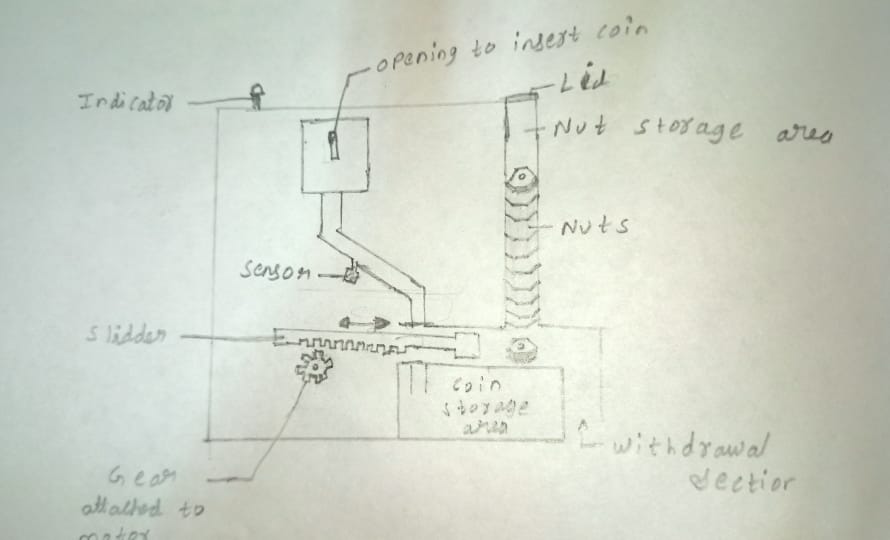 opening to insert coin
Lid
Indicator
Nut storage area
Nuts
Sensor
Slidder
Coin
storage
area
withdrawal
Section
Gear
attached to
motor